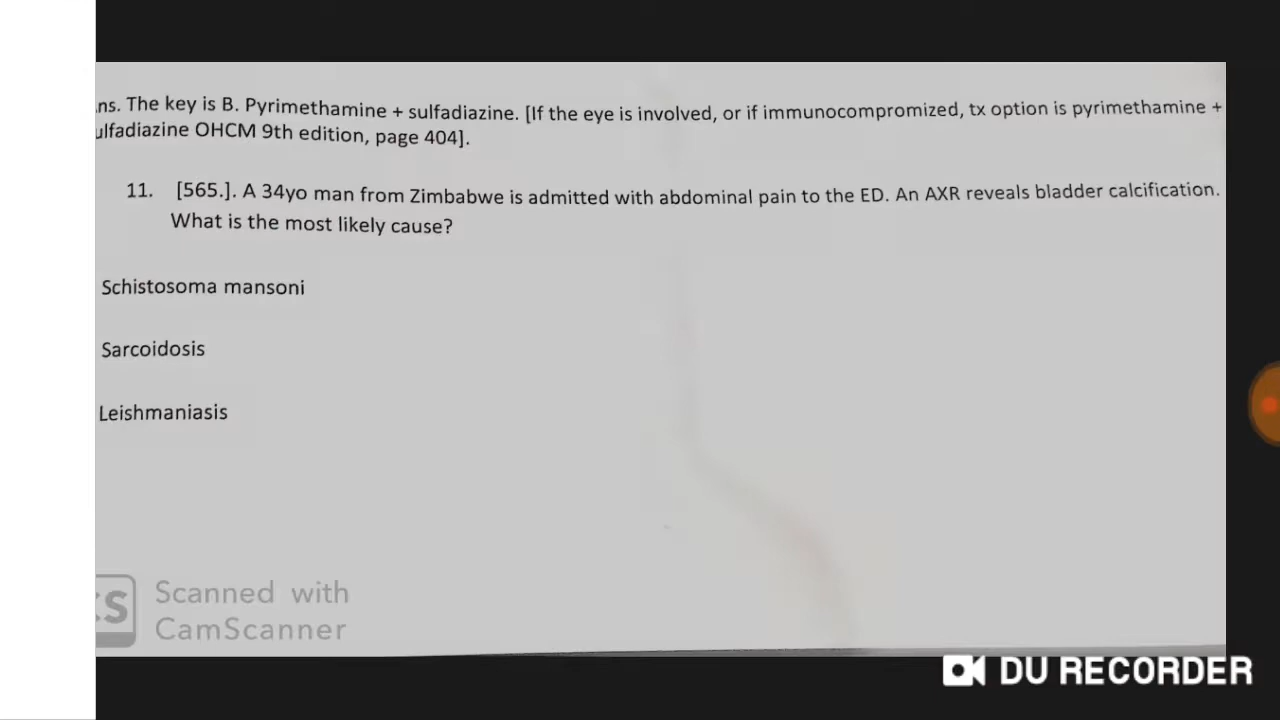 ns. The key is B. Pyrimethamine + sulfadiazine. [If the eye is involved, or if immunocompromized, tx option is pyrimethamine +
ulfadiazine OHCM 9th edition, page 404].
11. [565.]. A 34yo man from Zimbabwe is admitted with abdominal pain to the ED. An AXR reveals bladder calcification.
What is the most likely cause?
Schistosoma mansoni
Sarcoidosis
Leishmaniasis
CS
Scanned with
CamScanner
DU RECORDER